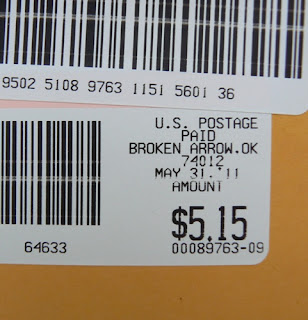 9502 5108 9763 1151 5601 36
U.S. POSTAGE
PAID
BROKEN ARROW.OK
74012
MAY 31.'11
AMOUNT
$5.15
64633
00089763-09